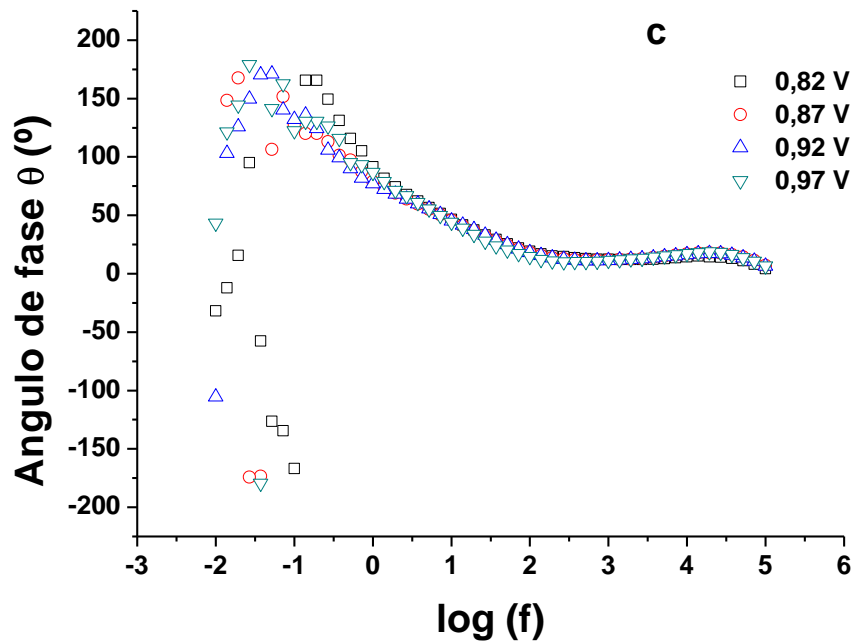 c
0,82 V
0,87 V
0,92 V
0,97 V
200
150
100
50
0
-50
-100
-150
-200
Angulo de fase θ (º)
-3 -2 -1 0 1 2 3 4 5 6
log (f)